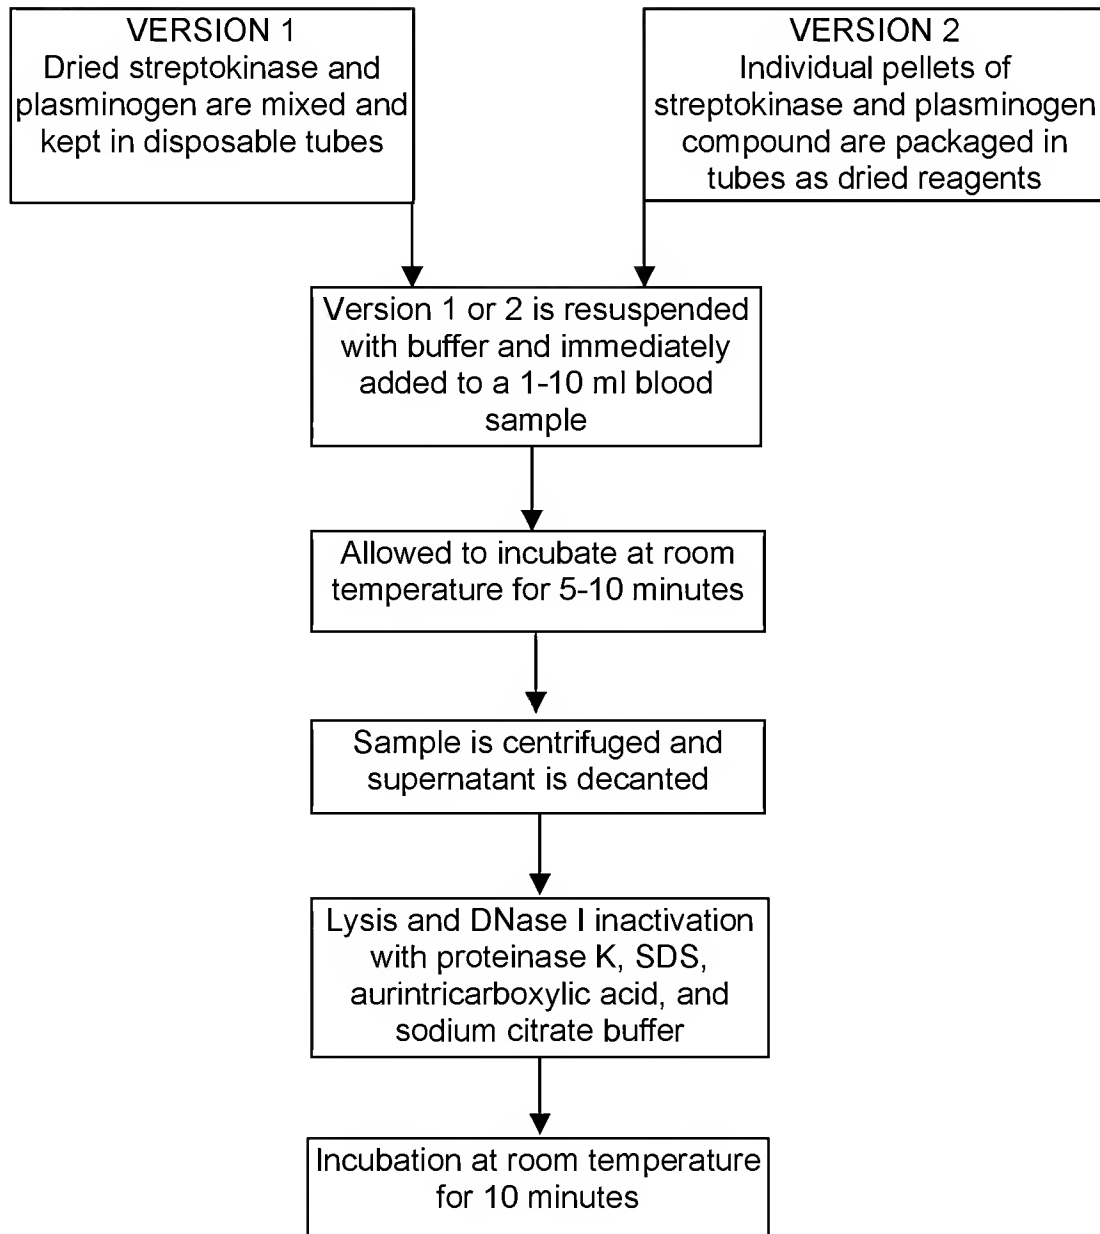 VERSION 1
Dried streptokinase and
plasminogen are mixed and
kept in disposable tubes
VERSION 2
Individual pellets of
streptokinase and plasminogen
compound are packaged in
tubes as dried reagents
Version 1 or 2 is resuspended
with buffer and immediately
added to a 1-10 ml blood
sample
Allowed to incubate at room
temperature for 5-10 minutes
Sample is centrifuged and
supernatant is decanted
Lysis and DNase I inactivation
with proteinase K, SDS,
aurintricarboxylic acid, and
sodium citrate buffer
Incubation at room temperature
for 10 minutes